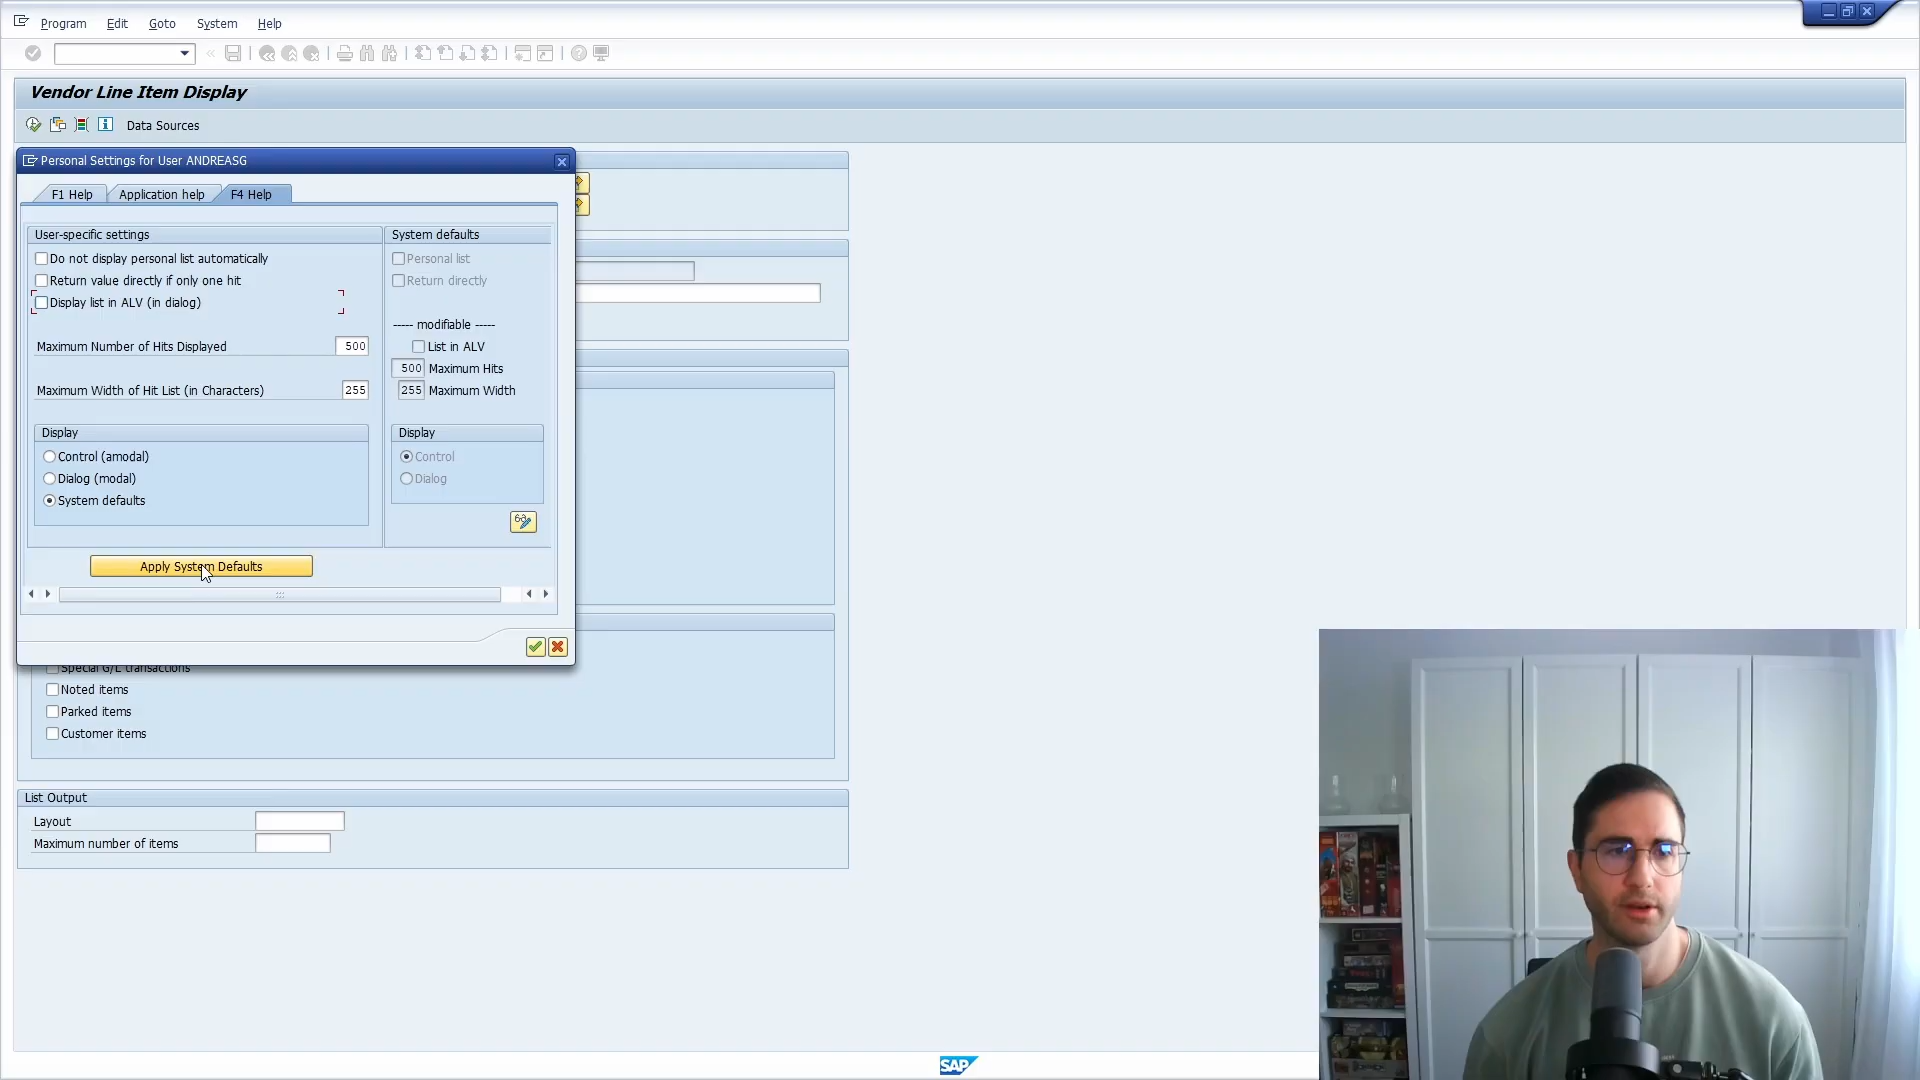 Program Edit Goto System Help
Vendor Line Item Display
Data Sources
Personal Settings for User ANDREASG
F1 Help Application help F4 Help
User-specific settings System defaults
Do not display personal list automatically Personal list
Return value directly if only one hit Return directly
Display list in ALV (in dialog)
----- modifiable -----
Maximum Number of Hits Displayed 500 List in ALV
500 Maximum Hits
Maximum Width of Hit List (in Characters) 255 255 Maximum Width
Display Display
Control (amodal) Control
Dialog (modal) Dialog
System defaults
Apply System Defaults
Special G/L transactions
Noted items
Parked items
Customer items
List Output
Layout
Maximum number of items
SAP